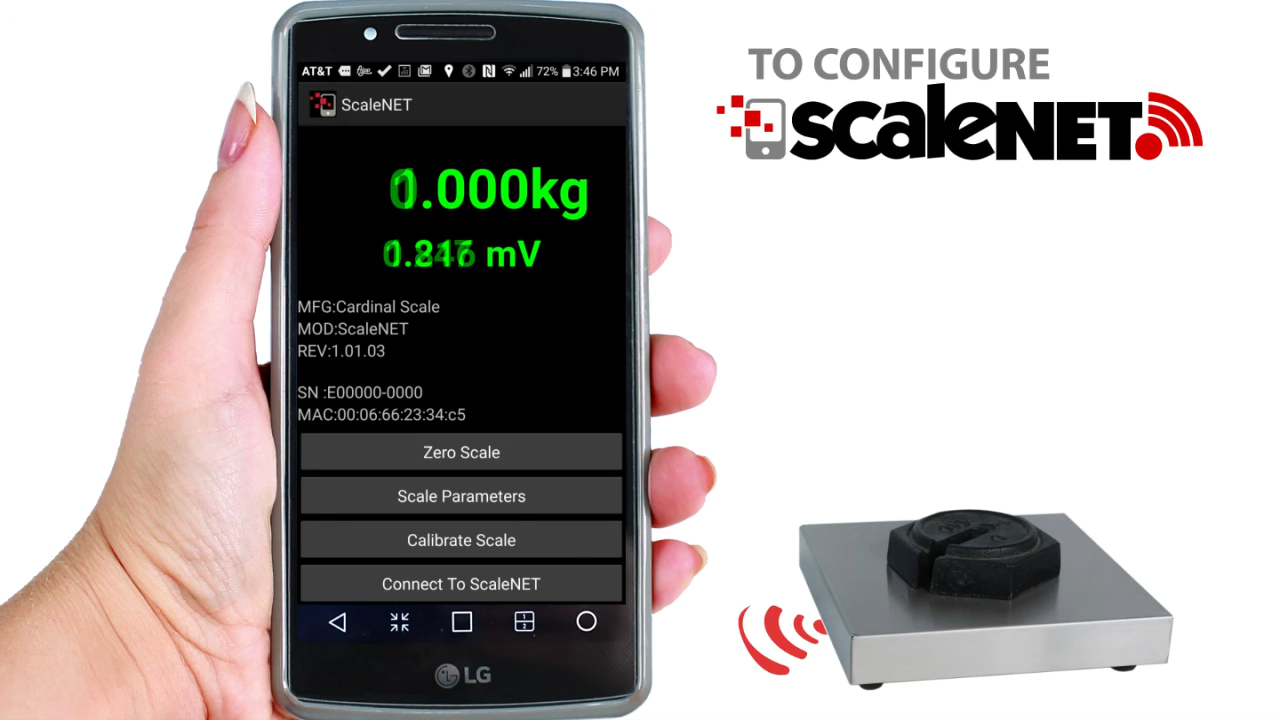 TO CONFIGURE
scaleNET.
AT&T
72%
3:46 PM
ScaleNET
.000kg
mV
MFG:Cardinal Scale
MOD:ScaleNET
REV:1.01.03
SN :E00000-0000
MAC:00:06:66:23:34:c5
Zero Scale
Scale Parameters
Calibrate Scale
Connect To ScaleNET
LG